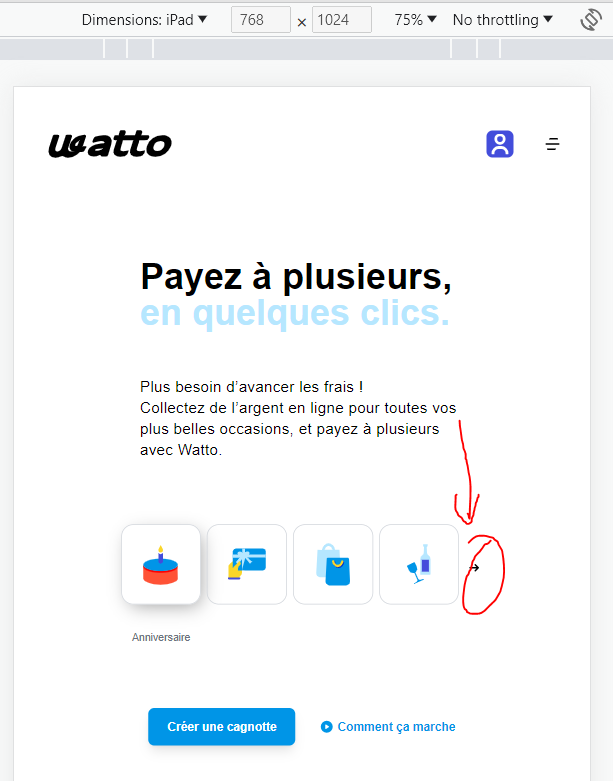 Dimensions: iPad ▼ 768 × 1024 75% ▼ No throttling ▼
watto
Payez à plusieurs,
en quelques clics.
Plus besoin d’avancer les frais !
Collectez de l’argent en ligne pour toutes vos
plus belles occasions, et payez à plusieurs
avec Watto.
Anniversaire
Créer une cagnotte
Comment ça marche